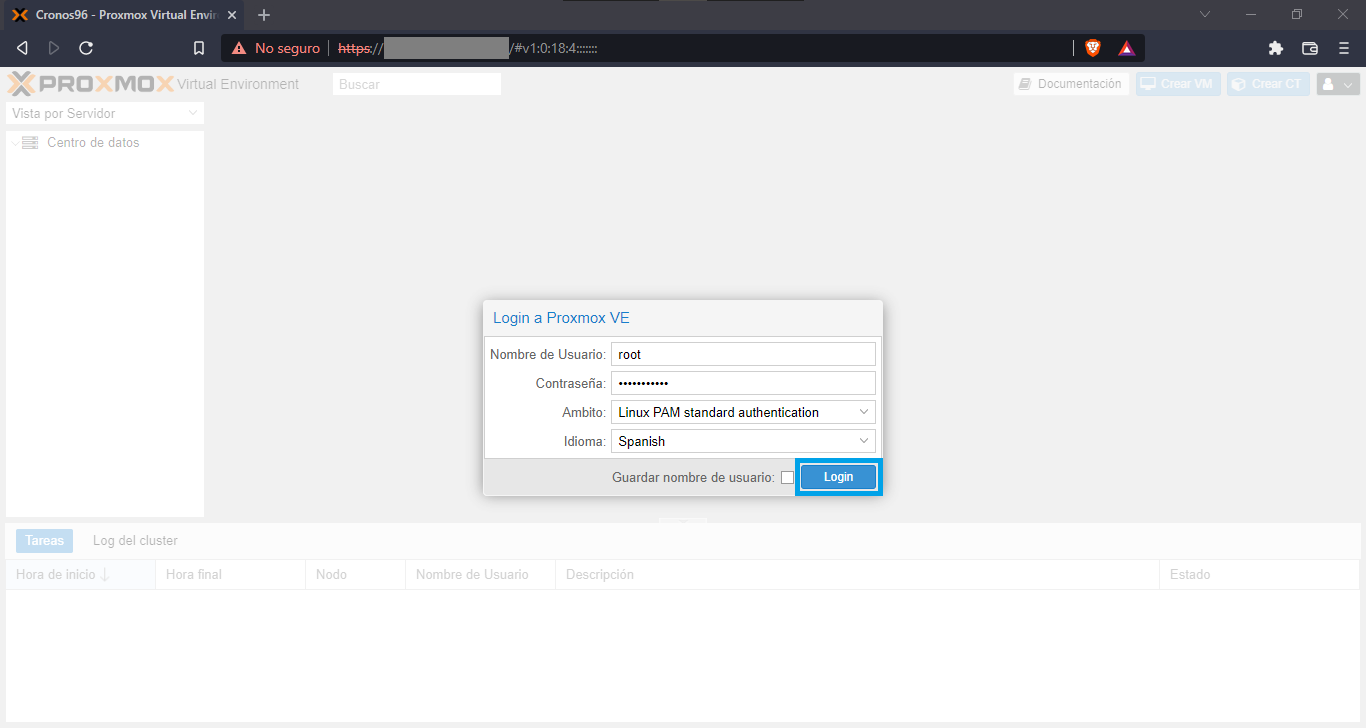 Cronos96 - Proxmox Virtual Envir
No seguro
https://
/#v1:0:18:4:::::::
PROXMOX Virtual Environment
Buscar
Documentación
Crear VM
Crear CT
Vista por Servidor
Centro de datos
Login a Proxmox VE
Nombre de Usuario: root
Contraseña: •••••••••••
Ambito: Linux PAM standard authentication
Idioma: Spanish
Guardar nombre de usuario:
Login
Tareas
Log del cluster
Hora de inicio
Hora final
Nodo
Nombre de Usuario
Descripción
Estado